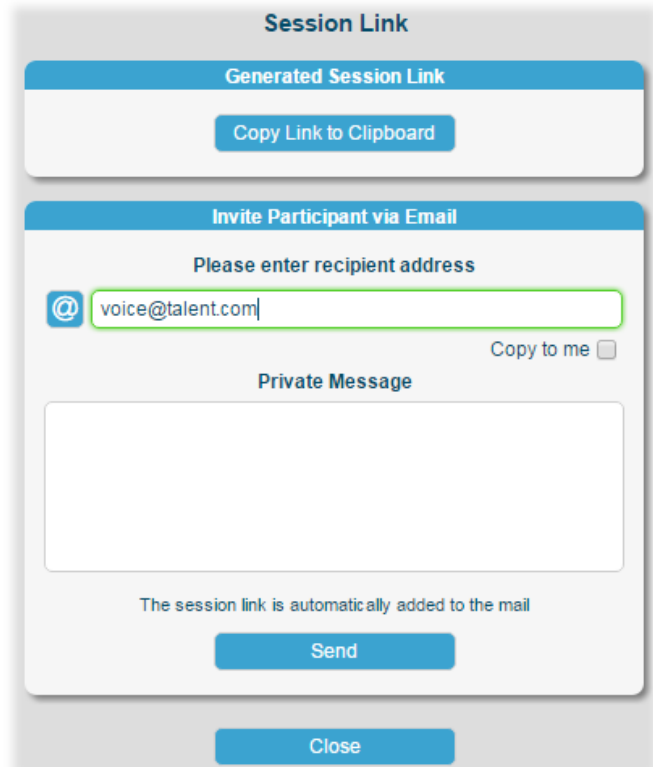 Session Link
Generated Session Link
Copy Link to Clipboard
Invite Participant via Email
Please enter recipient address
@ voice@talent.com
Copy to me
Private Message
The session link is automatically added to the mail
Send
Close